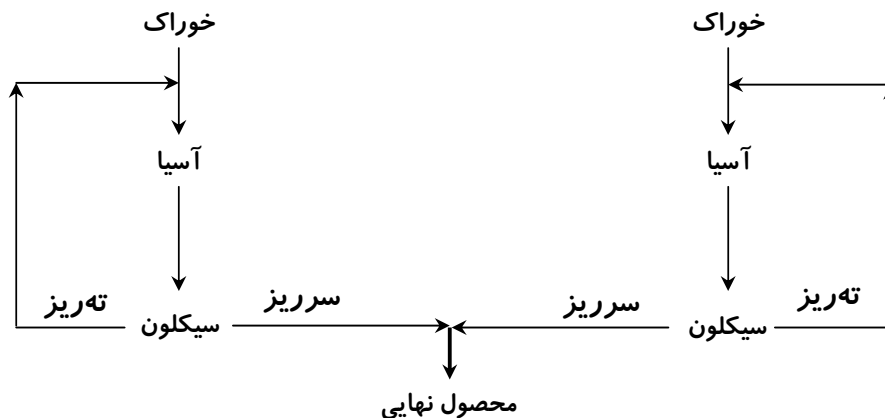 خوراک
خوراک
آسیا
آسیا
ته‌ریز
سرریز
سرریز
ته‌ریز
سیکلون
سیکلون
محصول نهایی